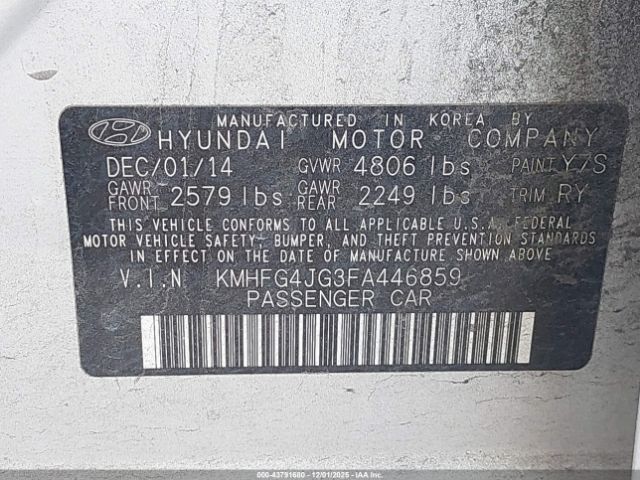 MANUFACTURED IN KOREA BY
HYUNDAI MOTOR COMPANY
DEC/01/14 GVWR 4806 lbs PAINT Y7S
GAWR FRONT 2579 lbs GAWR REAR 2249 lbs TRIM RY
THIS VEHICLE CONFORMS TO ALL APPLICABLE U.S.A. FEDERAL
MOTOR VEHICLE SAFETY- BUMPER, AND THEFT PREVENTION STANDARDS
IN EFFECT ON THE DATE OF MANUFACTURE SHOWN ABOVE
V.I.N KMHFG4JG3FA446859
PASSENGER CAR
000-43791680 • 12/01/2025 • IAA Holdings, LLC